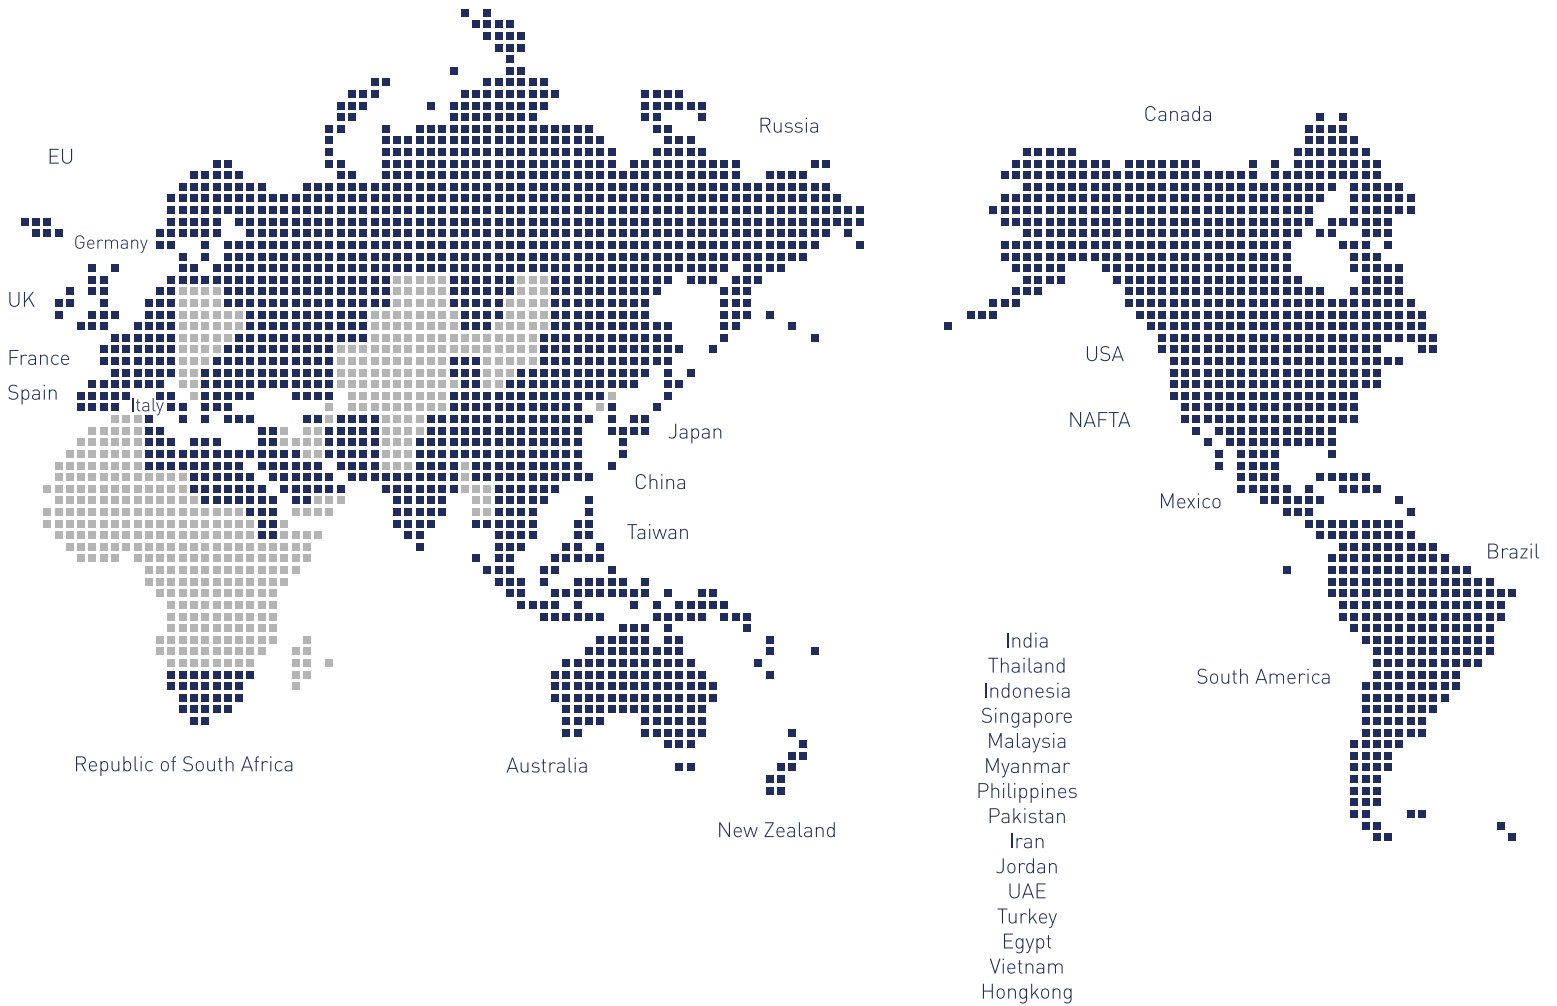 Canada
Russia
EU
Germany
UK
USA
France
Spain
Italy
NAFTA
Japan
China
Mexico
Taiwan
Brazil
India
Thailand
South America
Indonesia
Singapore
Malaysia
Republic of South Africa
Australia
Myanmar
Philippines
Pakistan
New Zealand
Iran
Jordan
UAE
Turkey
Egypt
Vietnam
Hongkong